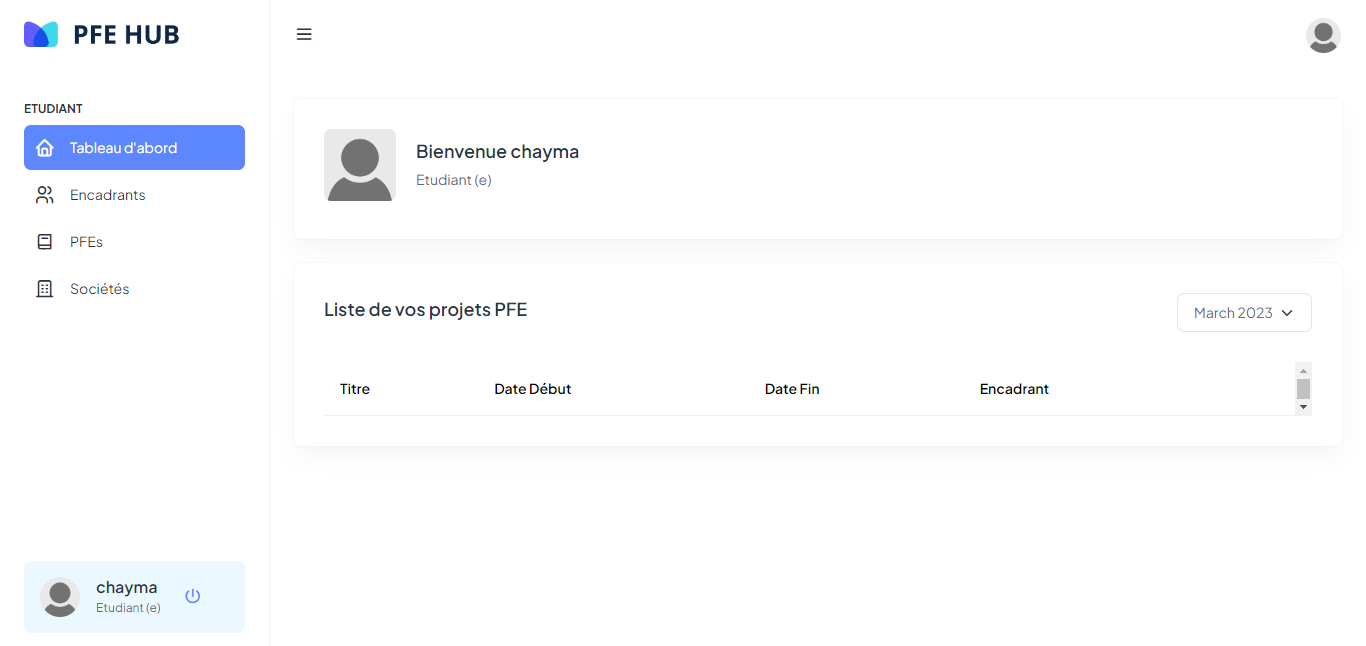 PFE HUB
ETUDIANT
Tableau d'abord
Encadrants
PFEs
Sociétés
chayma
Etudiant (e)
Bienvenue chayma
Etudiant (e)
Liste de vos projets PFE
March 2023
Titre Date Début Date Fin Encadrant